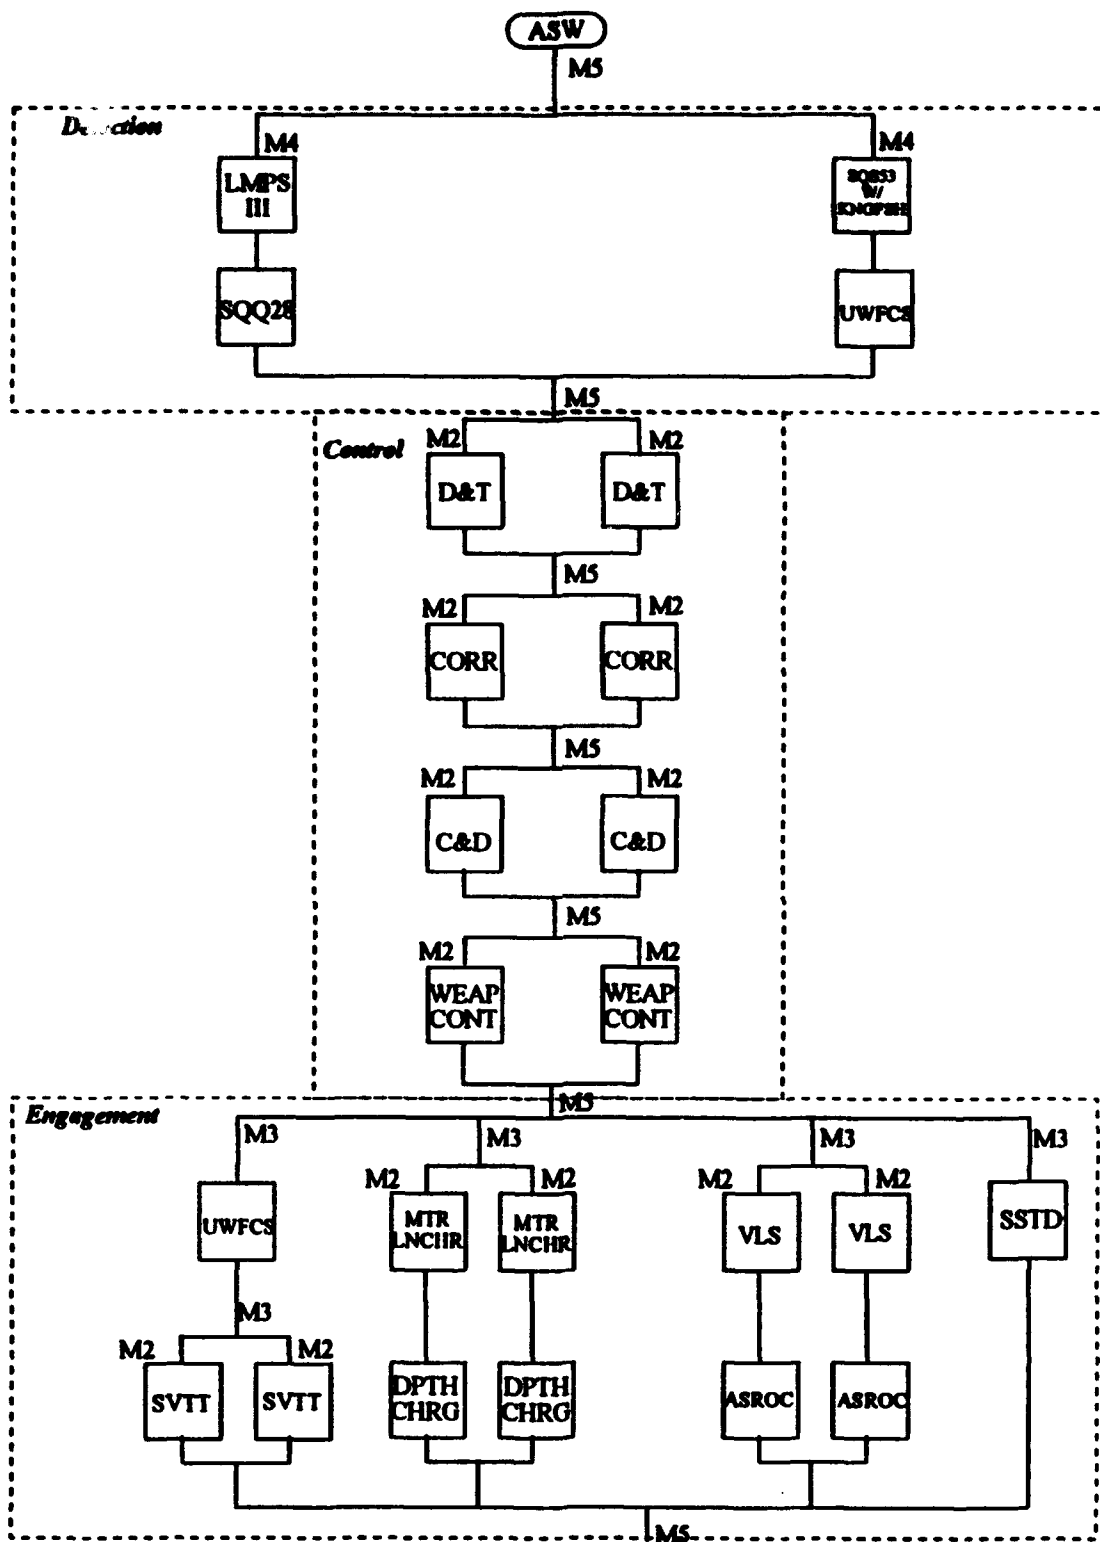 ASW
M5
M4
M4
LMPS
III
W/
SQQ28
UWFCS
M5
Control
M2
M2
D&T
D&T
M5
M2
M2
CORR
CORR
M5
M2
M2
C&D
C&D
M5
M2
M2
WEAP
CONT
WEAP
CONT
M5
Engagement
M3
M3
M3
M3
M2
M2
M2
M2
UWFCS
MTR
LNCHR
MTR
LNCHR
VLS
VLS
SSTD
M3
M2
M2
SVTT
SVTT
DPTH
CHRG
DPTH
CHRG
ASROC
ASROC
M5